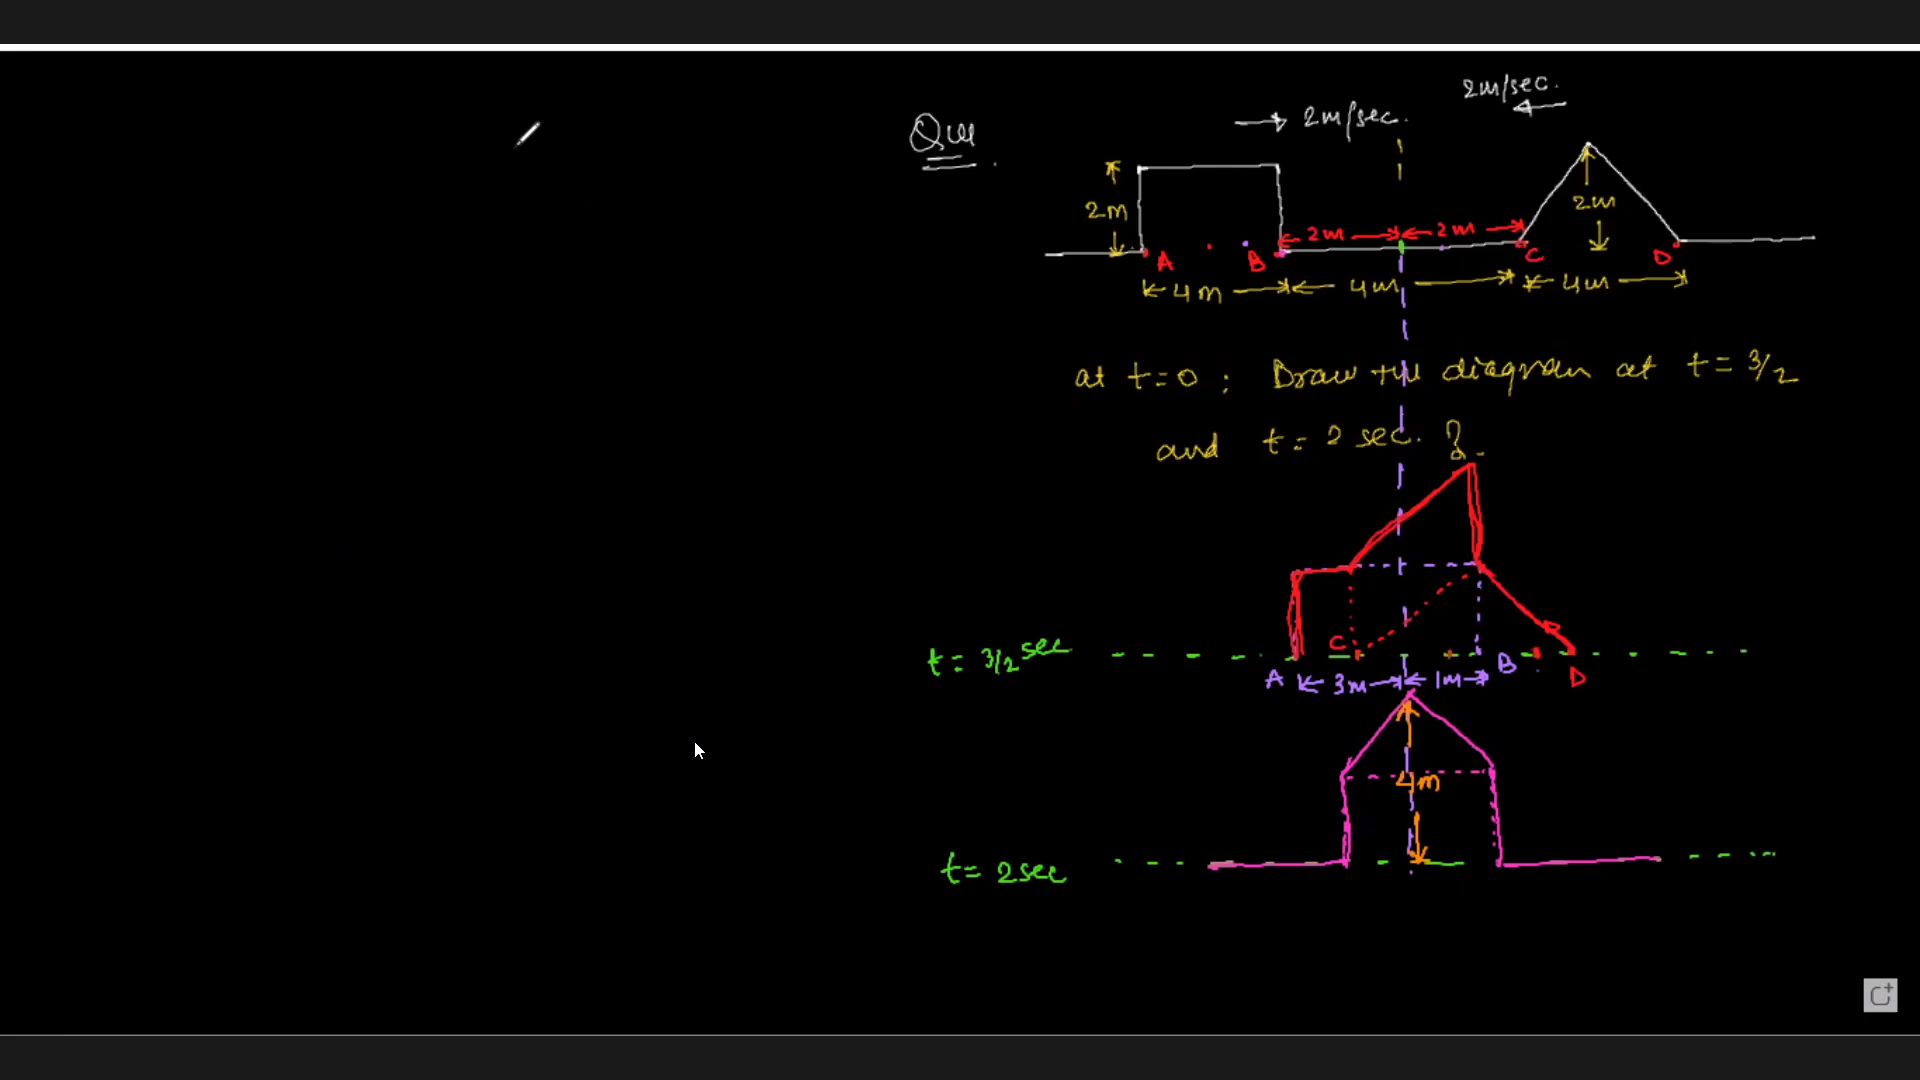 2m/sec.
Que.
→ 2m/sec.
2m
2m
2m 2m
A B C D
4m 4m 4m
at t=0 : Draw the diagram at t = 3/2
and t = 2 sec. ?
t = 3/2 sec
C
A 3m 1m B D
4m
t = 2sec